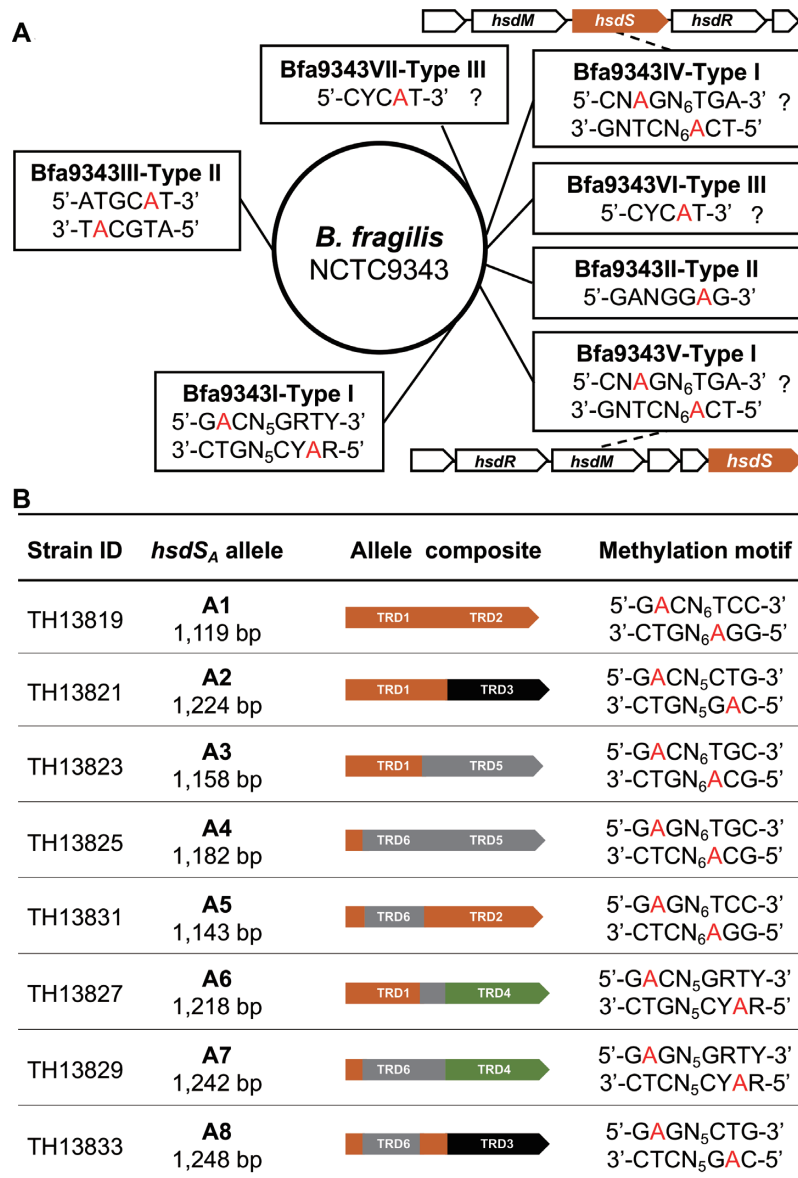 A
hsdM hsdS hsdR
Bfa9343VII-Type III
5’-CYCAT-3’ ?
Bfa9343IV-Type I
5’-CNAGN6TGA-3’ ?
3’-GNTCN6ACT-5’
Bfa9343III-Type II
5’-ATGCAT-3’
3’-TACGTA-5’
B. fragilis
NCTC9343
Bfa9343VI-Type III
5’-CYCAT-3’ ?
Bfa9343II-Type II
5’-GANGGAG-3’
Bfa9343V-Type I
5’-CNAGN6TGA-3’ ?
3’-GNTCN6ACT-5’
Bfa9343I-Type I
5’-GACN5GRTY-3’
3’-CTGN5CYAR-5’
hsdR hsdM hsdS
B
Strain ID hsdSA allele Allele composite Methylation motif
TH13819 A1 1,119 bp TRD1 TRD2 5’-GACN6TCC-3’
3’-CTGN6AGG-5’
TH13821 A2 1,224 bp TRD1 TRD3 5’-GACN5CTG-3’
3’-CTGN5GAC-5’
TH13823 A3 1,158 bp TRD1 TRD5 5’-GACN6TGC-3’
3’-CTGN6ACG-5’
TH13825 A4 1,182 bp TRD6 TRD5 5’-GAGN6TGC-3’
3’-CTCN6ACG-5’
TH13831 A5 1,143 bp TRD6 TRD2 5’-GAGN6TCC-3’
3’-CTCN6AGG-5’
TH13827 A6 1,218 bp TRD1 TRD4 5’-GACN5GRTY-3’
3’-CTGN5CYAR-5’
TH13829 A7 1,242 bp TRD6 TRD4 5’-GAGN5GRTY-3’
3’-CTCN5CYAR-5’
TH13833 A8 1,248 bp TRD6 TRD3 5’-GAGN5CTG-3’
3’-CTCN5GAC-5’